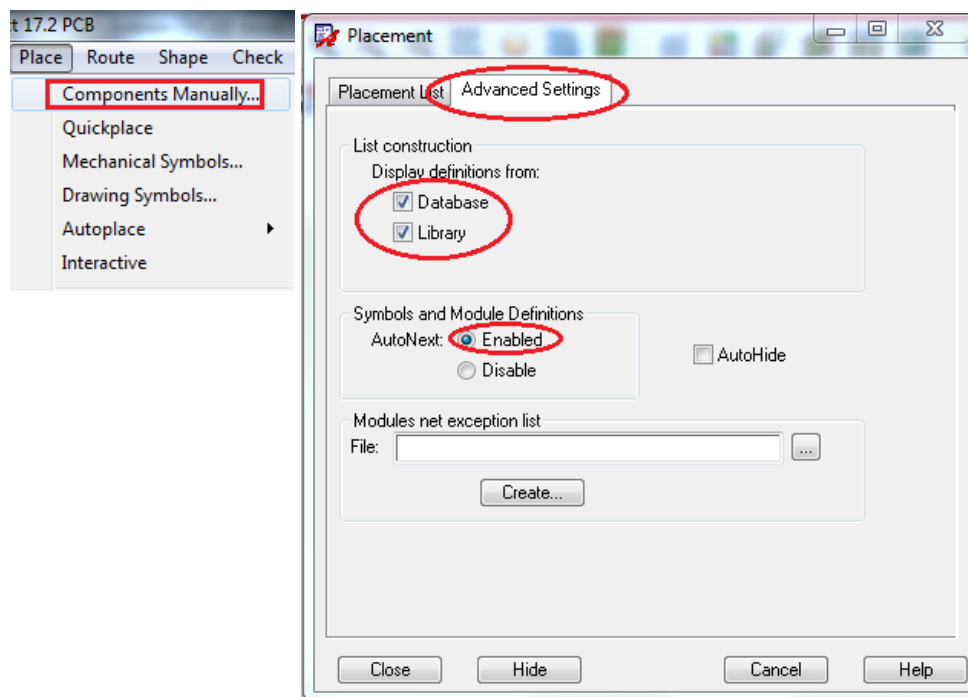 t 17.2 PCB
Place Route Shape Check
Components Manually...
Quickplace
Mechanical Symbols...
Drawing Symbols...
Autoplace
Interactive
Placement
Placement List Advanced Settings
List construction
Display definitions from:
Database
Library
Symbols and Module Definitions
AutoNext: Enabled
Disable
AutoHide
Modules net exception list
File: ...
Create...
Close Hide Cancel Help